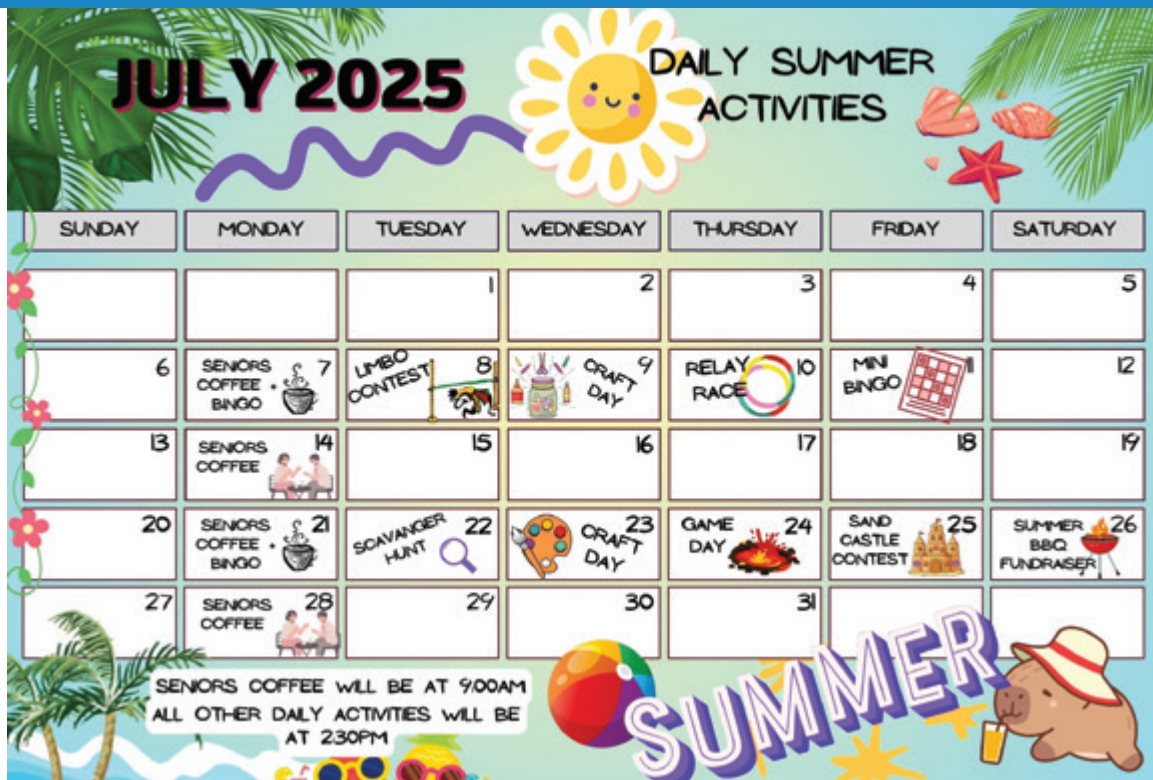 JULY 2025
DAILY SUMMER
ACTIVITIES
SUNDAY MONDAY TUESDAY WEDNESDAY THURSDAY FRIDAY SATURDAY
1 2 3 4 5
6
SENIORS
COFFEE +
BINGO
7
LIMBO
CONTEST
8
CRAFT
DAY
9
RELAY
RACE
10
MINI
BINGO
11
12
13
SENIORS
COFFEE
14
15 16 17 18 19
20
SENIORS
COFFEE +
BINGO
21
SCAVANGER
HUNT
22
CRAFT
DAY
23
GAME
DAY
24
SAND
CASTLE
CONTEST
25
SUMMER
BBQ
FUNDRAISER
26
27
SENIORS
COFFEE
28
29 30 31
SENIORS COFFEE WILL BE AT 9:00AM
ALL OTHER DAILY ACTIVITIES WILL BE
AT 2:30PM
SUMMER